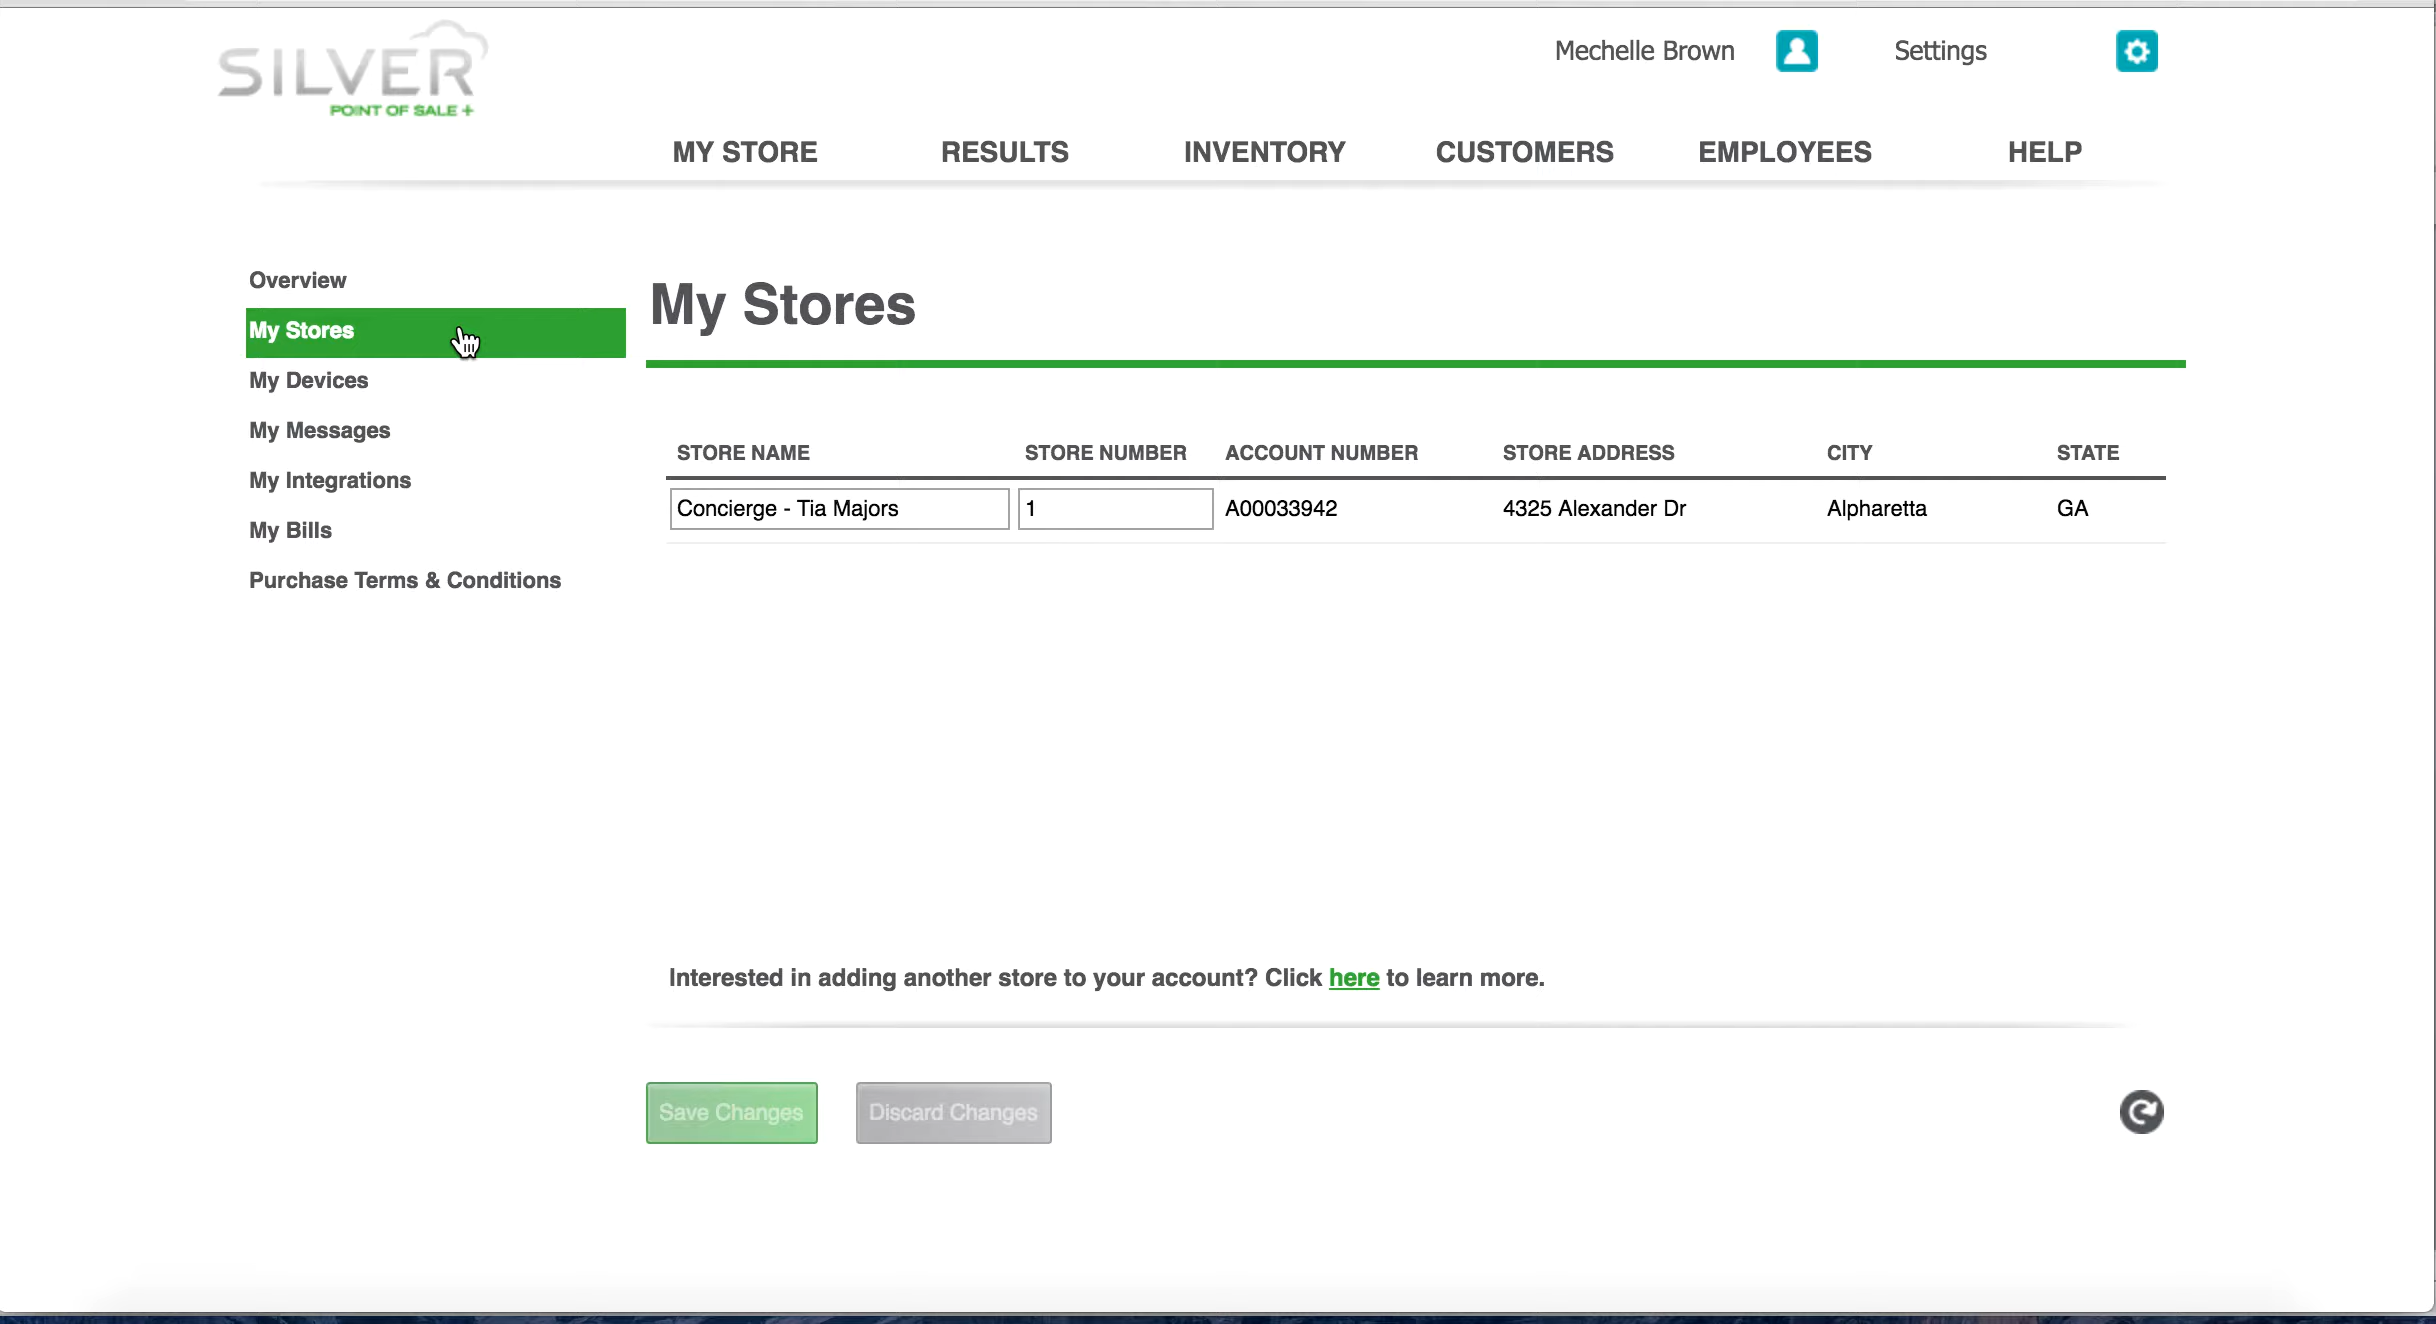 SILVER
POINT OF SALE +
Mechelle Brown Settings
MY STORE RESULTS INVENTORY CUSTOMERS EMPLOYEES HELP
Overview
My Stores
My Devices
My Messages
My Integrations
My Bills
Purchase Terms & Conditions
My Stores
STORE NAME STORE NUMBER ACCOUNT NUMBER STORE ADDRESS CITY STATE
Concierge - Tia Majors 1 A00033942 4325 Alexander Dr Alpharetta GA
Interested in adding another store to your account? Click here to learn more.
Save Changes Discard Changes